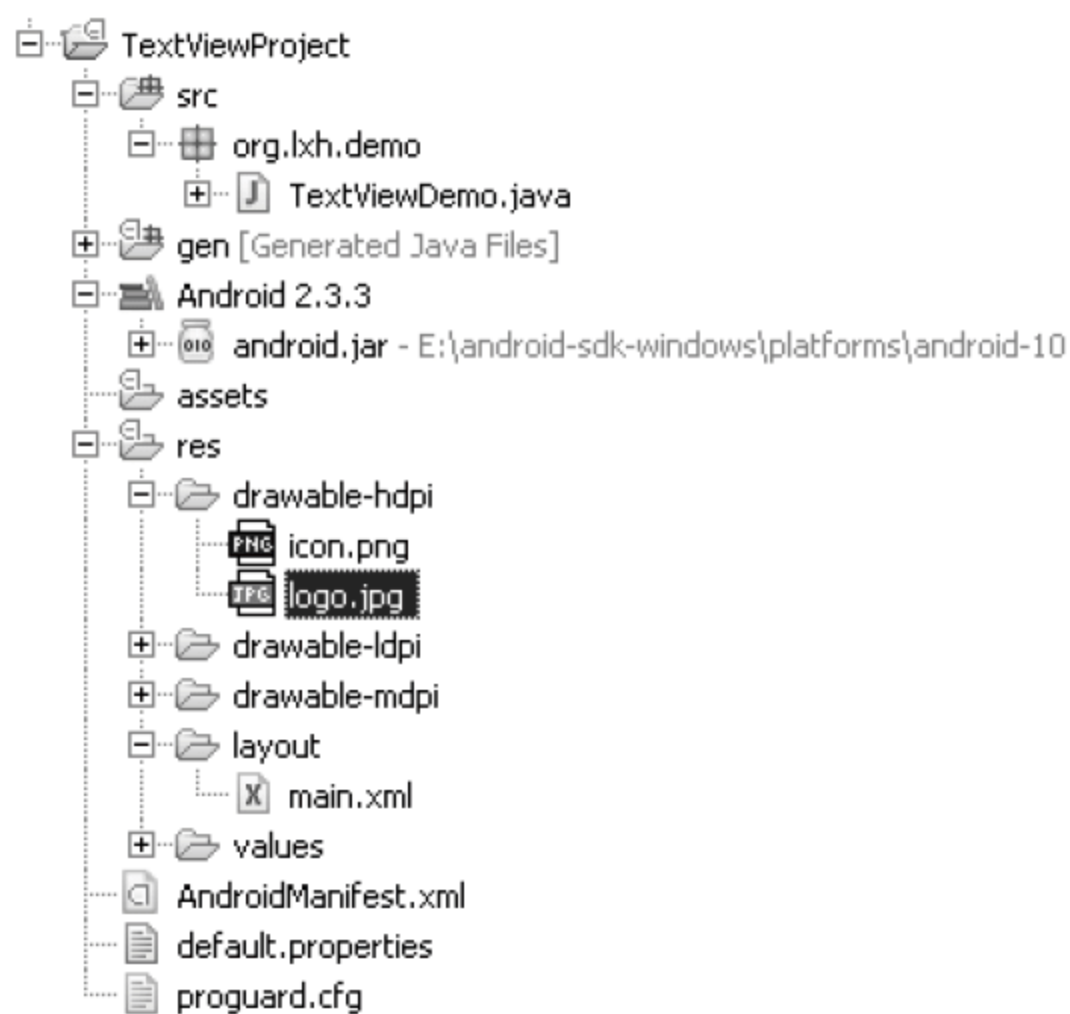 TextViewProject
src
org.lxh.demo
TextViewDemo.java
gen [Generated Java Files]
Android 2.3.3
android.jar - E:\android-sdk-windows\platforms\android-10
assets
res
drawable-hdpi
icon.png
logo.jpg
drawable-ldpi
drawable-mdpi
layout
main.xml
values
AndroidManifest.xml
default.properties
proguard.cfg